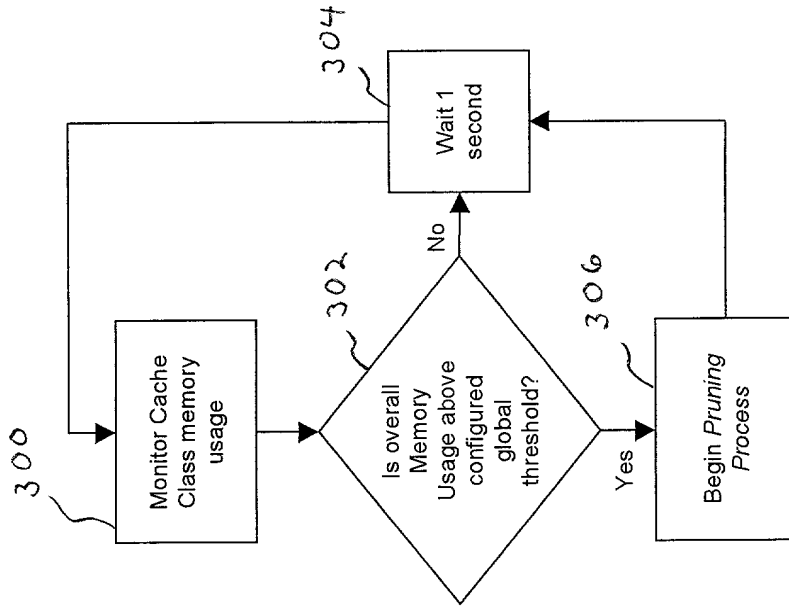 300
Monitor Cache
Class memory
usage
302
Is overall
Memory
Usage above
configured
global
threshold?
No
304
Wait 1
second
Yes
306
Begin Pruning
Process